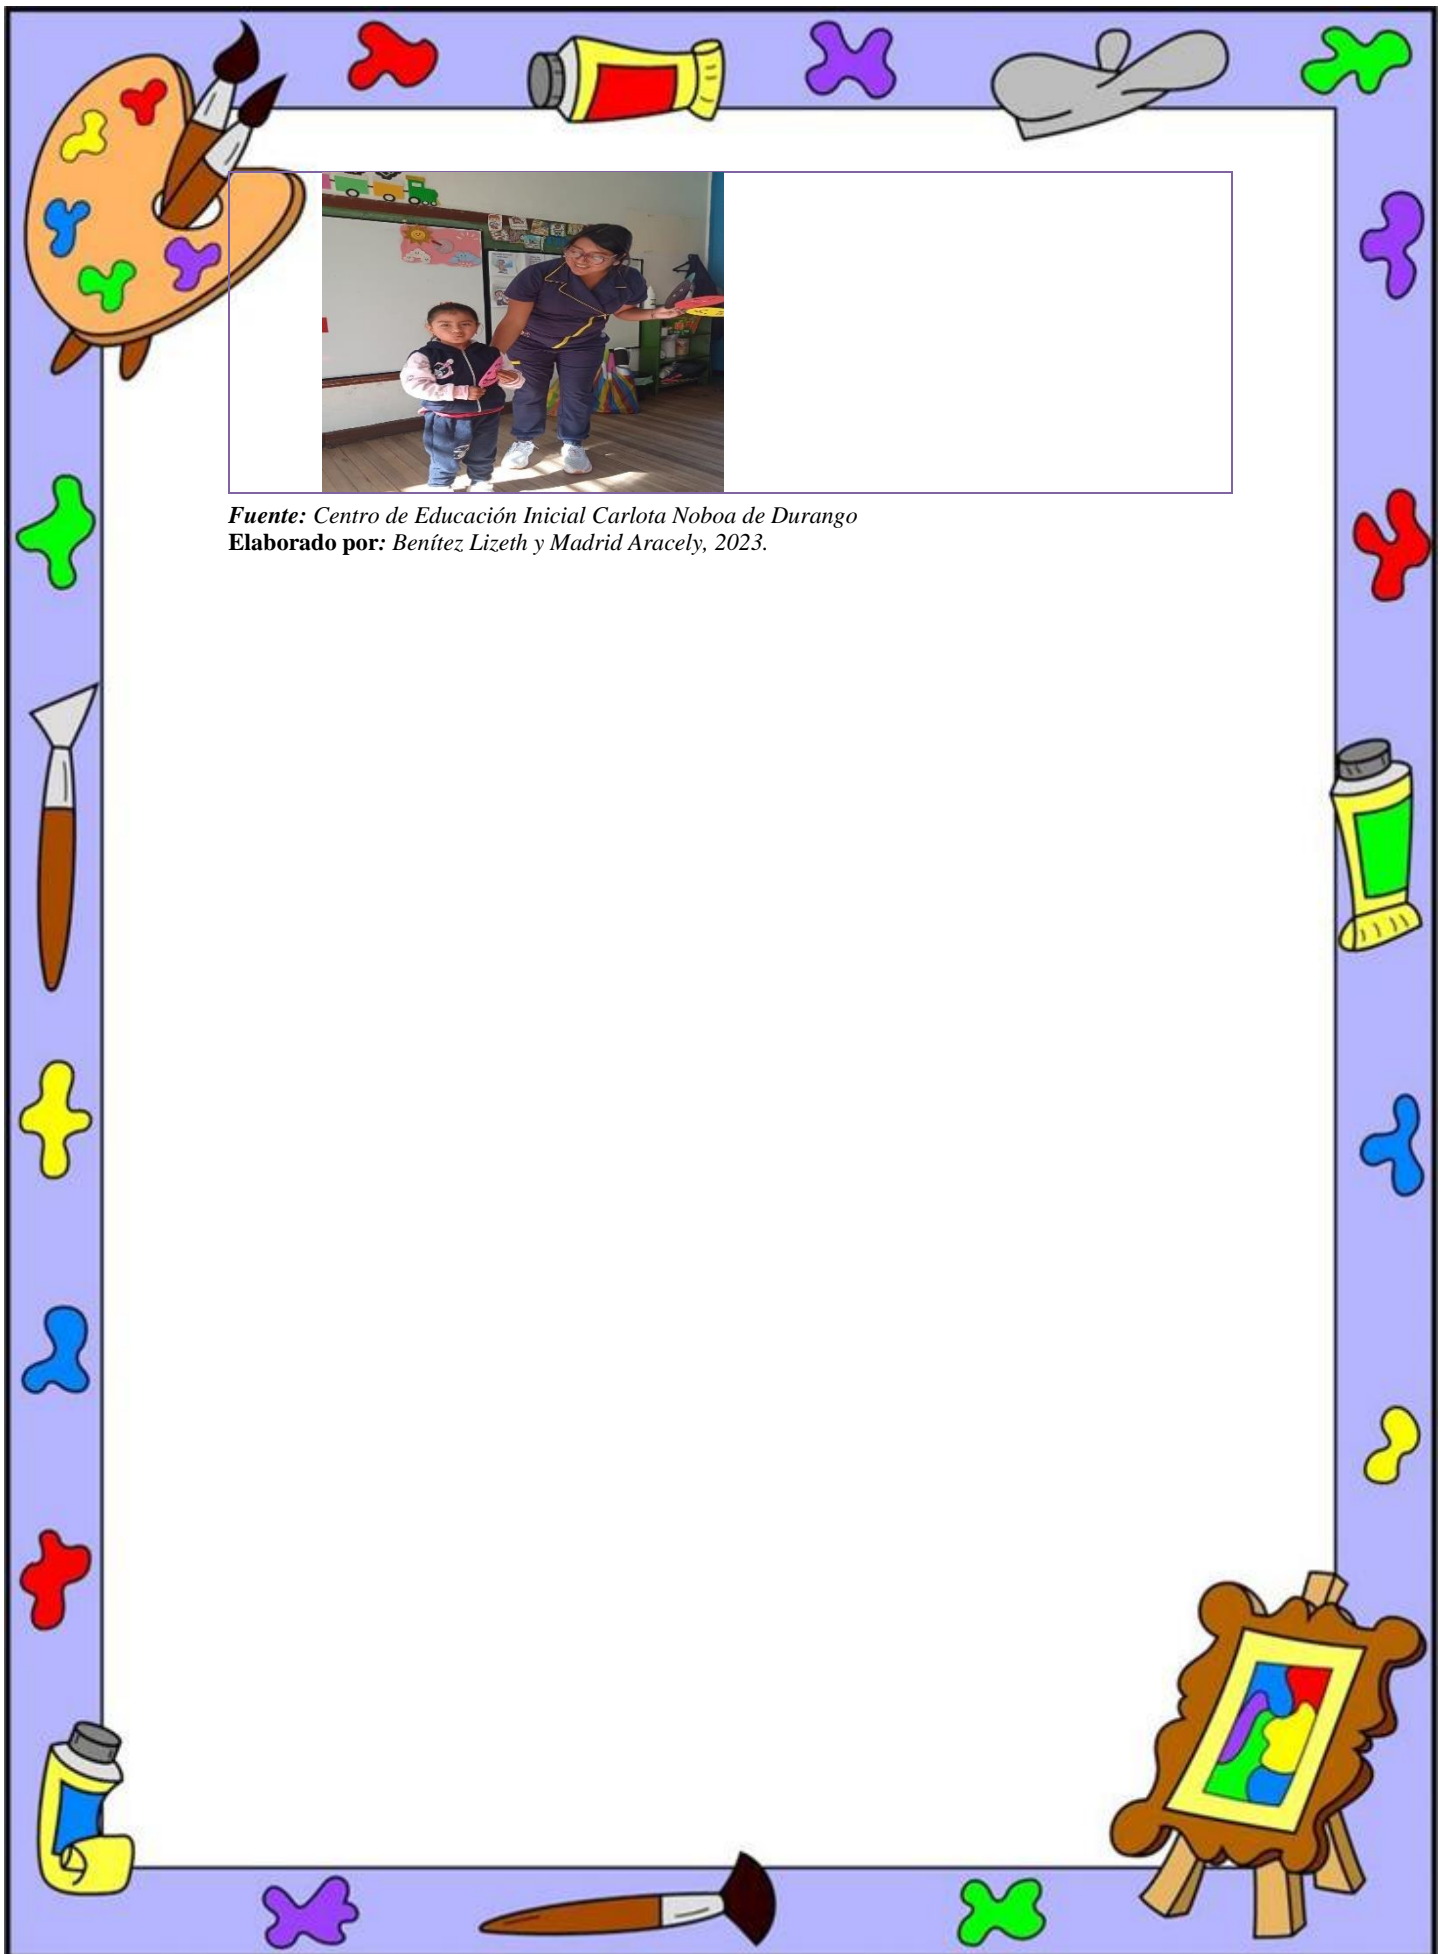 Fuente: Centro de Educación Inicial Carlota Noboa de Durango
Elaborado por: Benítez Lizeth y Madrid Aracely, 2023.